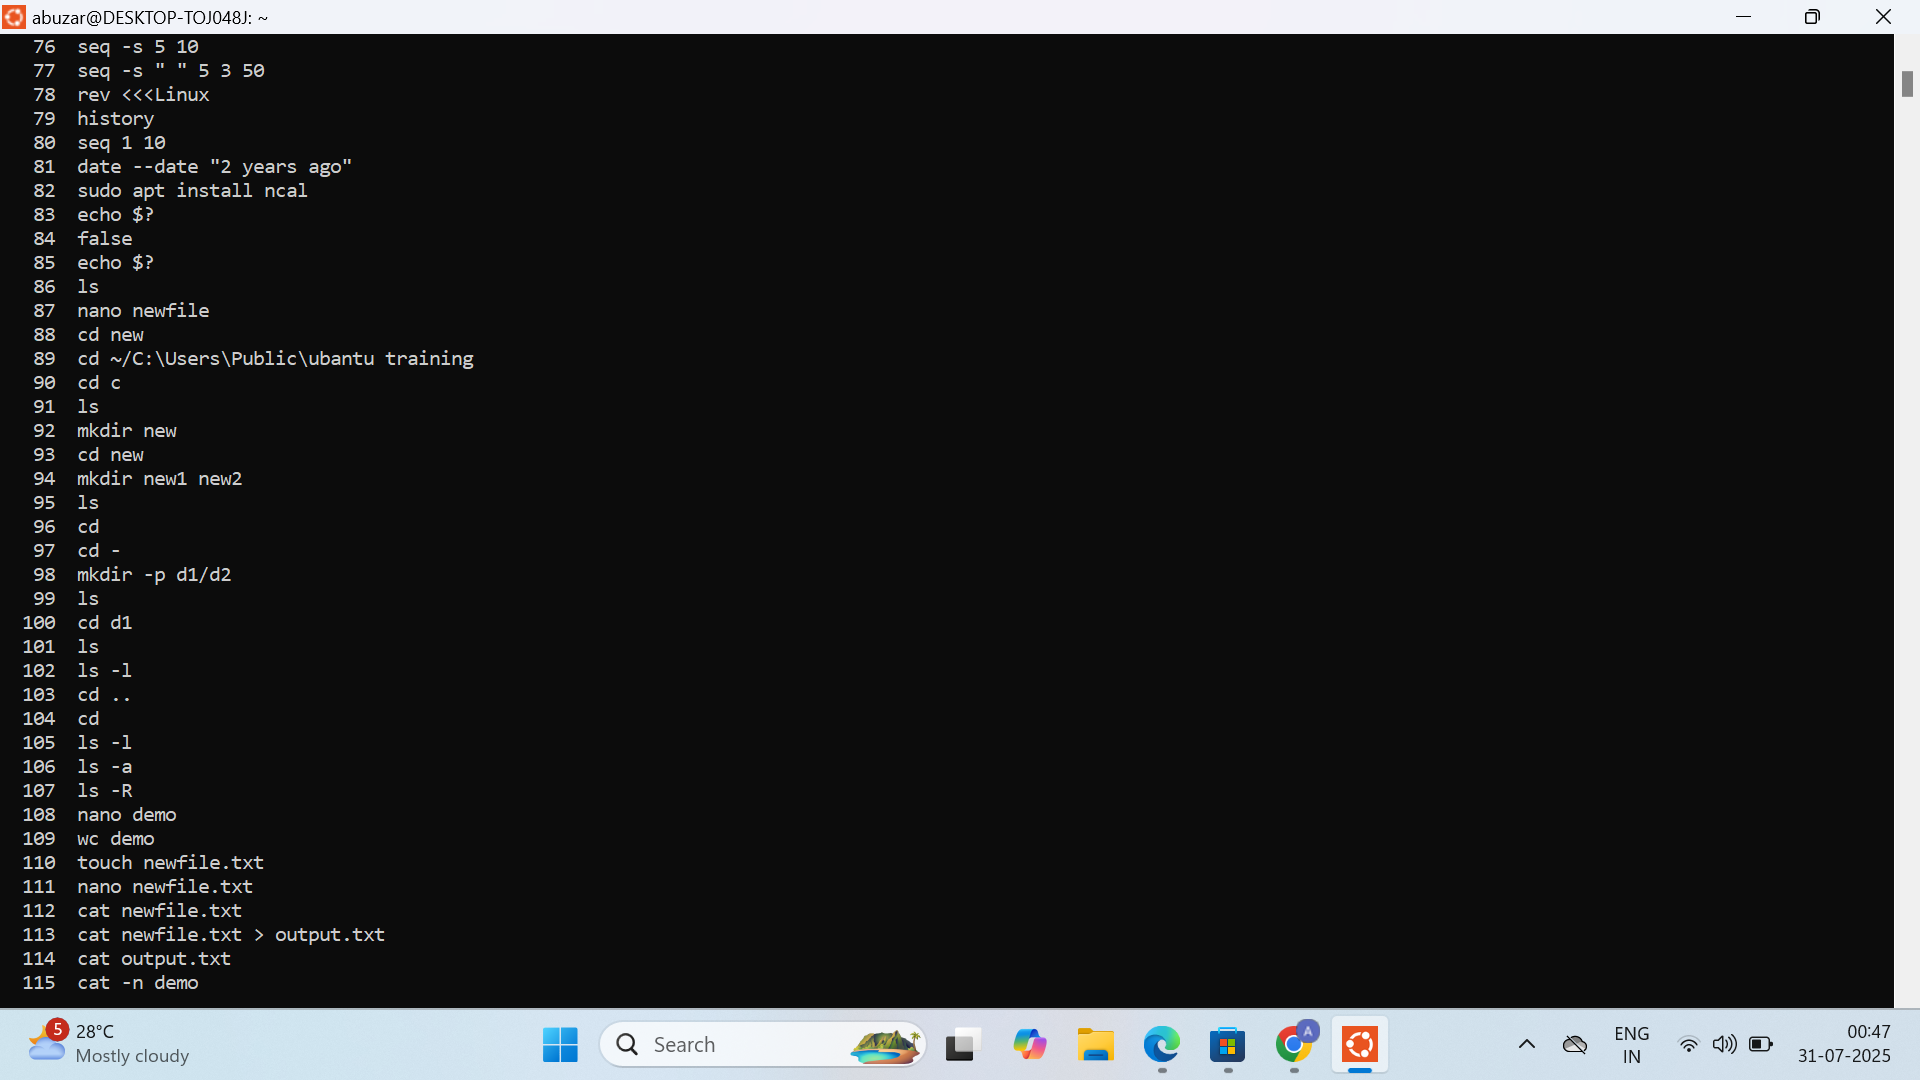 abuzar@DESKTOP-TOJ048J: ~
76 seq -s 5 10
77 seq -s " " 5 3 50
78 rev <<<Linux
79 history
80 seq 1 10
81 date --date "2 years ago"
82 sudo apt install ncal
83 echo $?
84 false
85 echo $?
86 ls
87 nano newfile
88 cd new
89 cd ~/C:\Users\Public\ubantu training
90 cd c
91 ls
92 mkdir new
93 cd new
94 mkdir new1 new2
95 ls
96 cd
97 cd -
98 mkdir -p d1/d2
99 ls
100 cd d1
101 ls
102 ls -l
103 cd ..
104 cd
105 ls -l
106 ls -a
107 ls -R
108 nano demo
109 wc demo
110 touch newfile.txt
111 nano newfile.txt
112 cat newfile.txt
113 cat newfile.txt > output.txt
114 cat output.txt
115 cat -n demo
5
28°C
Mostly cloudy
Search
A
ENG
IN
00:47
31-07-2025